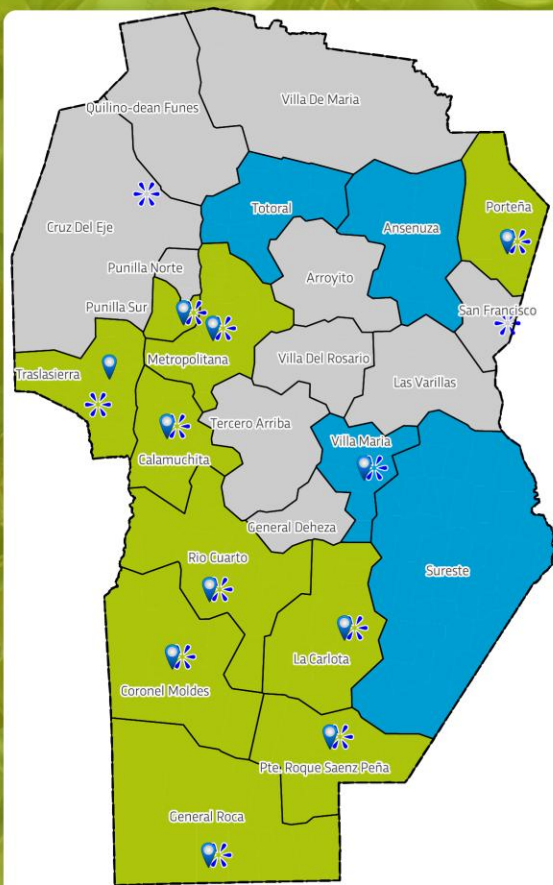 Villa De Maria
Quilino-dean Funes
Totoral
Ansenuza
Porteña
Cruz Del Eje
Punilla Norte
Arroyito
Punilla Sur
San Francisco
Metropolitana
Villa Del Rosario
Traslasierra
Las Varillas
Tercero Arriba
Villa María
Calamuchita
General Deheza
Rio Cuarto
Sureste
La Carlota
Coronel Moldes
Pte. Roque Saenz Peña
General Roca